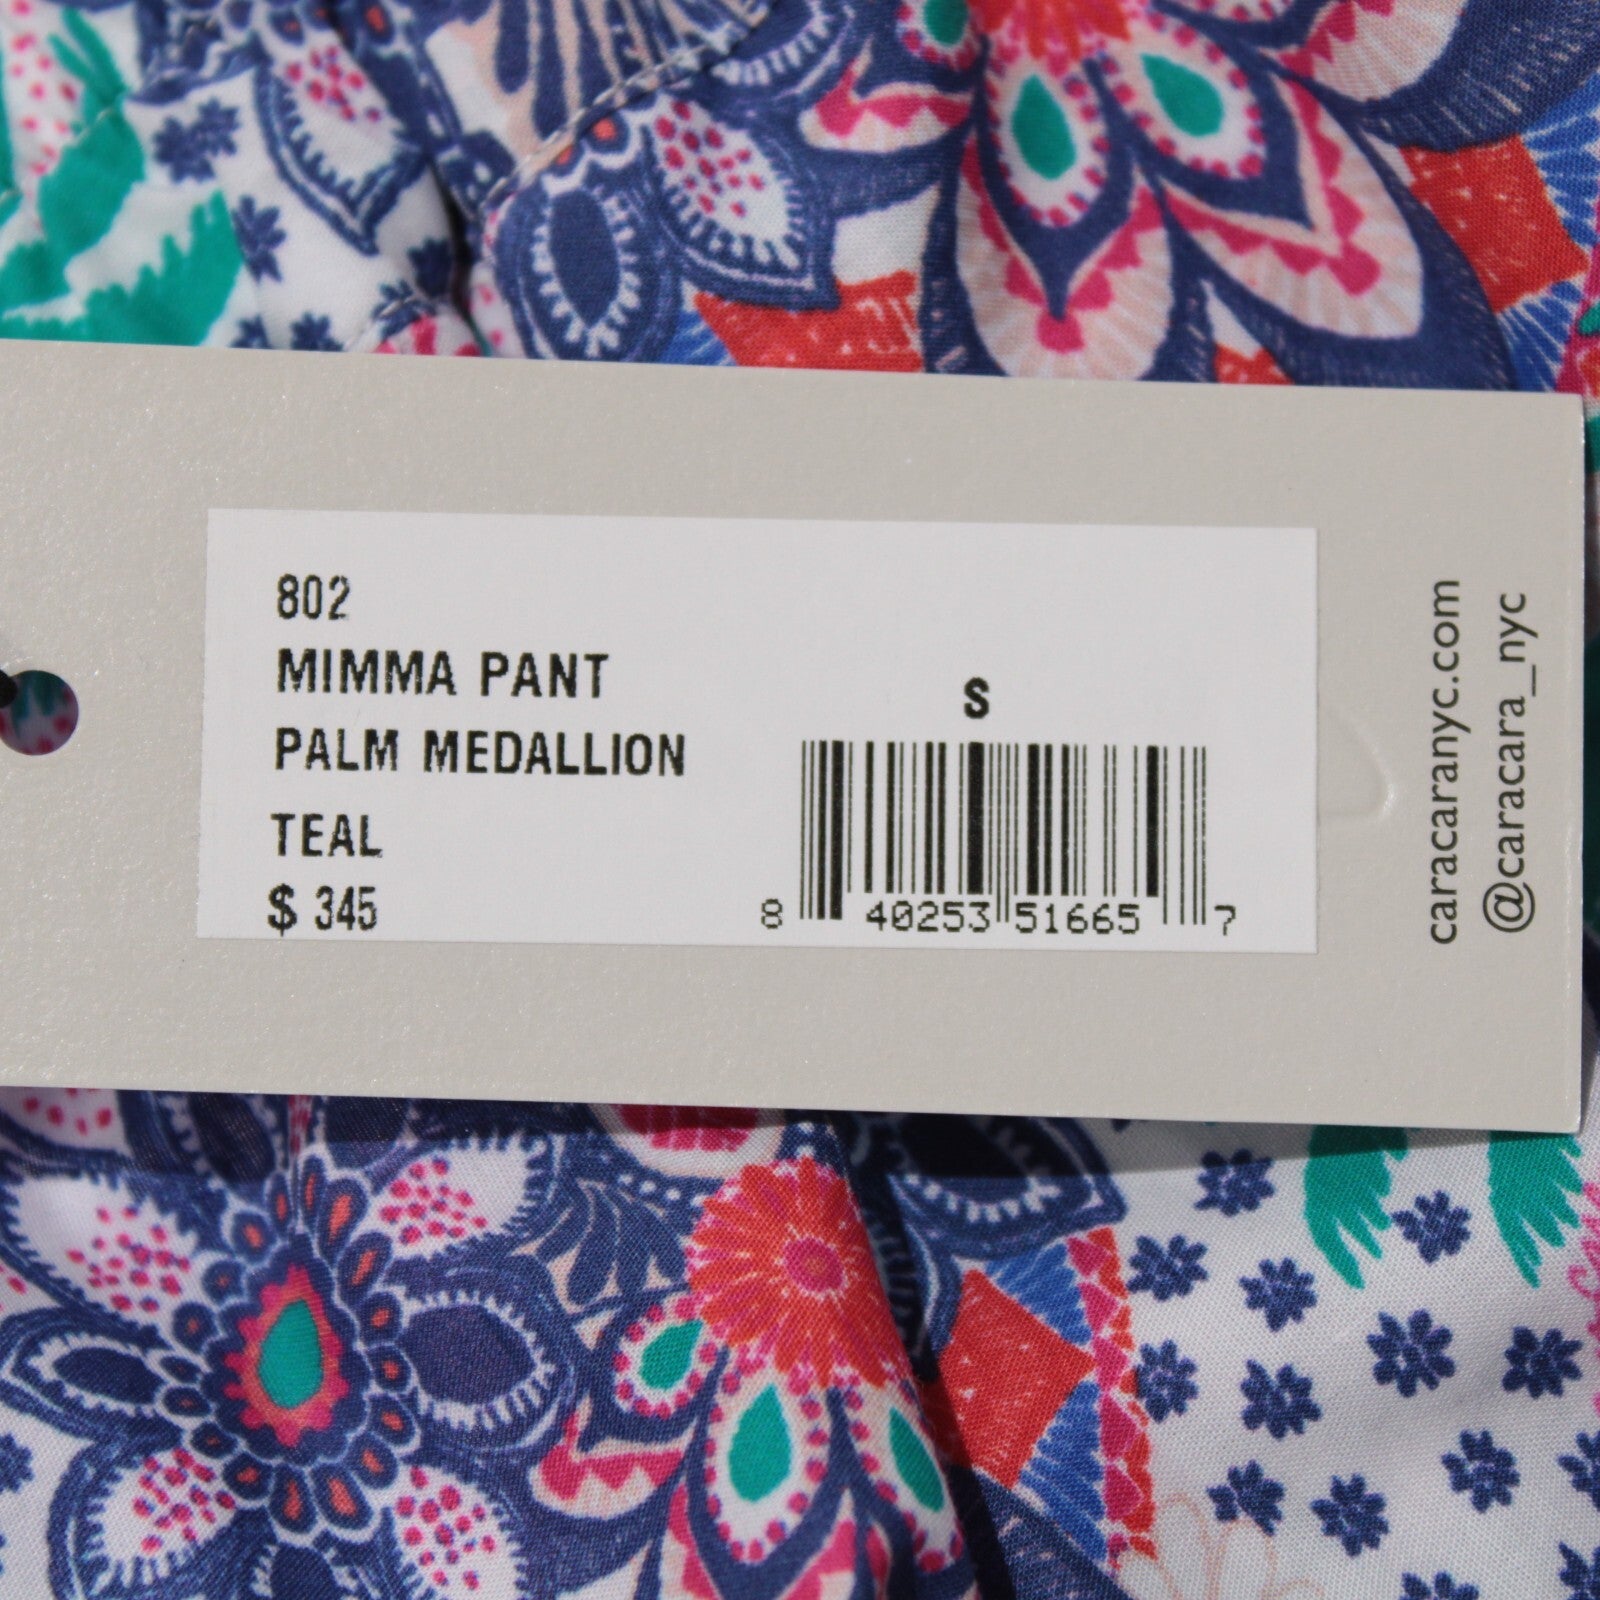 802
MIMMA PANT
PALM MEDALLION
TEAL
$ 345
S
8 40253 51665 7
caracaranyc.com
@caracara_nyc